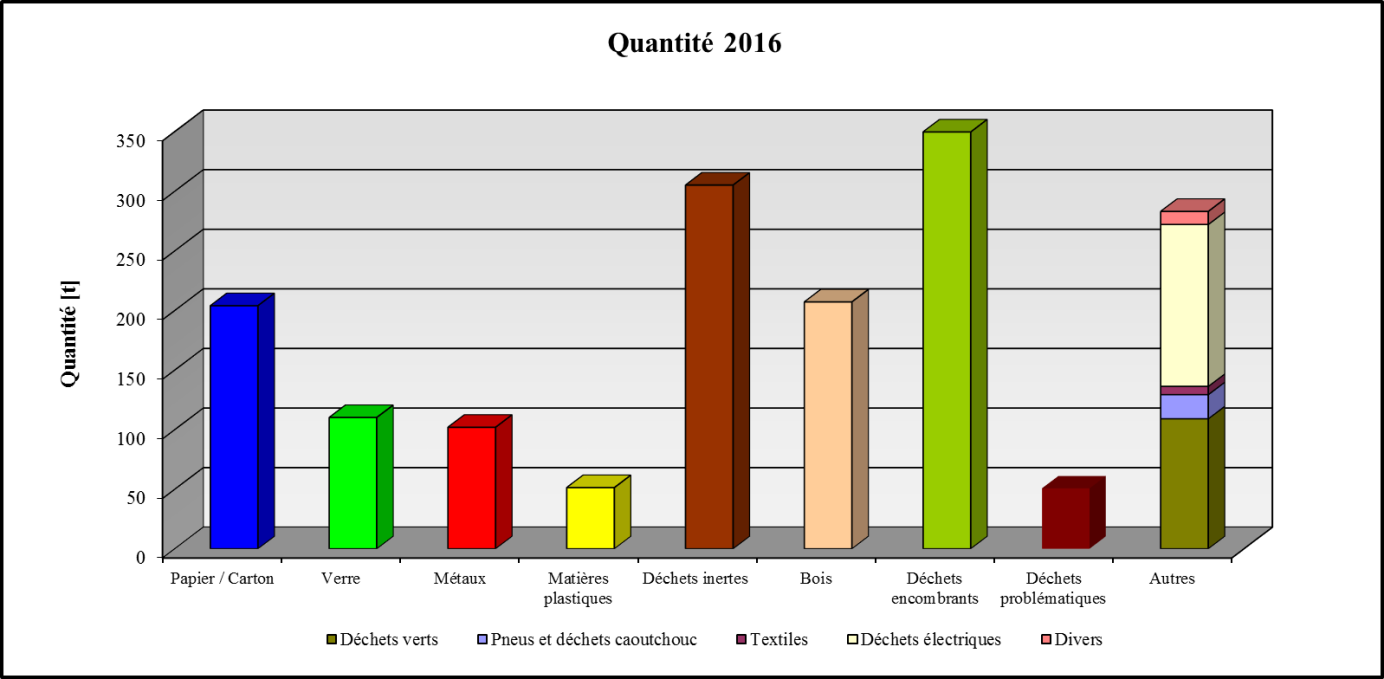 Quantité 2016
Quantité [t]
350
300
250
200
150
100
50
0
Papier / Carton
Verre
Métaux
Matières
plastiques
Déchets inertes
Bois
Déchets
encombrants
Déchets
problématiques
Autres
Déchets verts
Pneus et déchets caoutchouc
Textiles
Déchets électriques
Divers